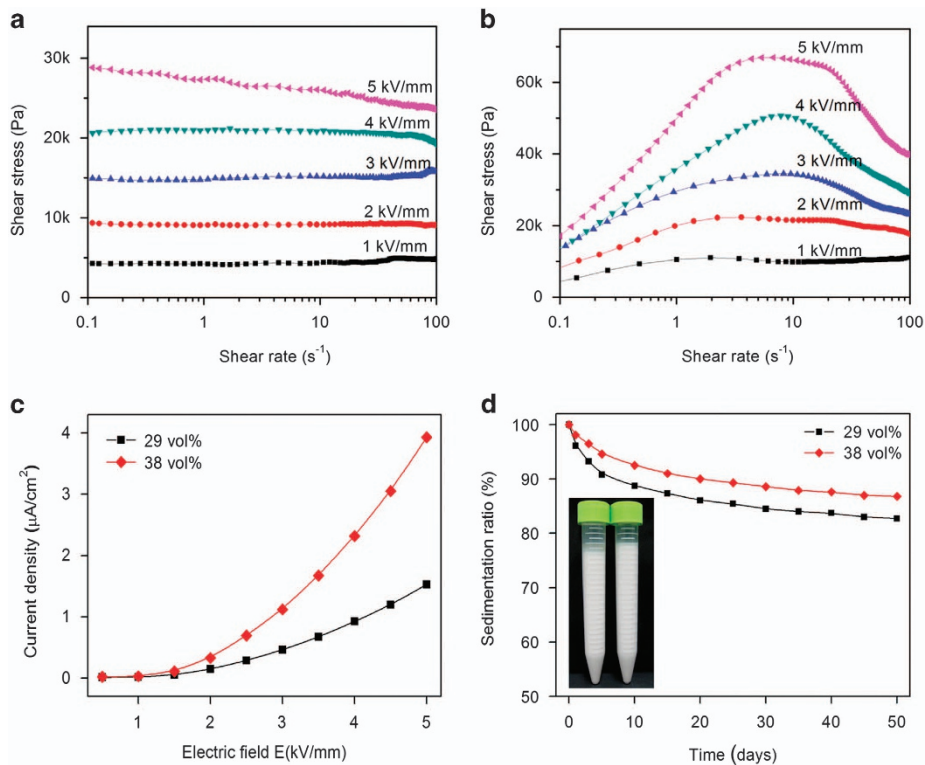 a
30k
20k
10k
0
5 kV/mm
4 kV/mm
3 kV/mm
2 kV/mm
1 kV/mm
0.1 1 10 100
Shear stress (Pa)
Shear rate (s⁻¹)
b
60k
40k
20k
0
5 kV/mm
4 kV/mm
3 kV/mm
2 kV/mm
1 kV/mm
0.1 1 10 100
Shear stress (Pa)
Shear rate (s⁻¹)
c
29 vol%
38 vol%
4
3
2
1
0
1 2 3 4 5
Current density (μA/cm²)
Electric field E(kV/mm)
d
29 vol%
38 vol%
100
90
80
70
60
50
0 10 20 30 40 50
Sedimentation ratio (%)
Time (days)